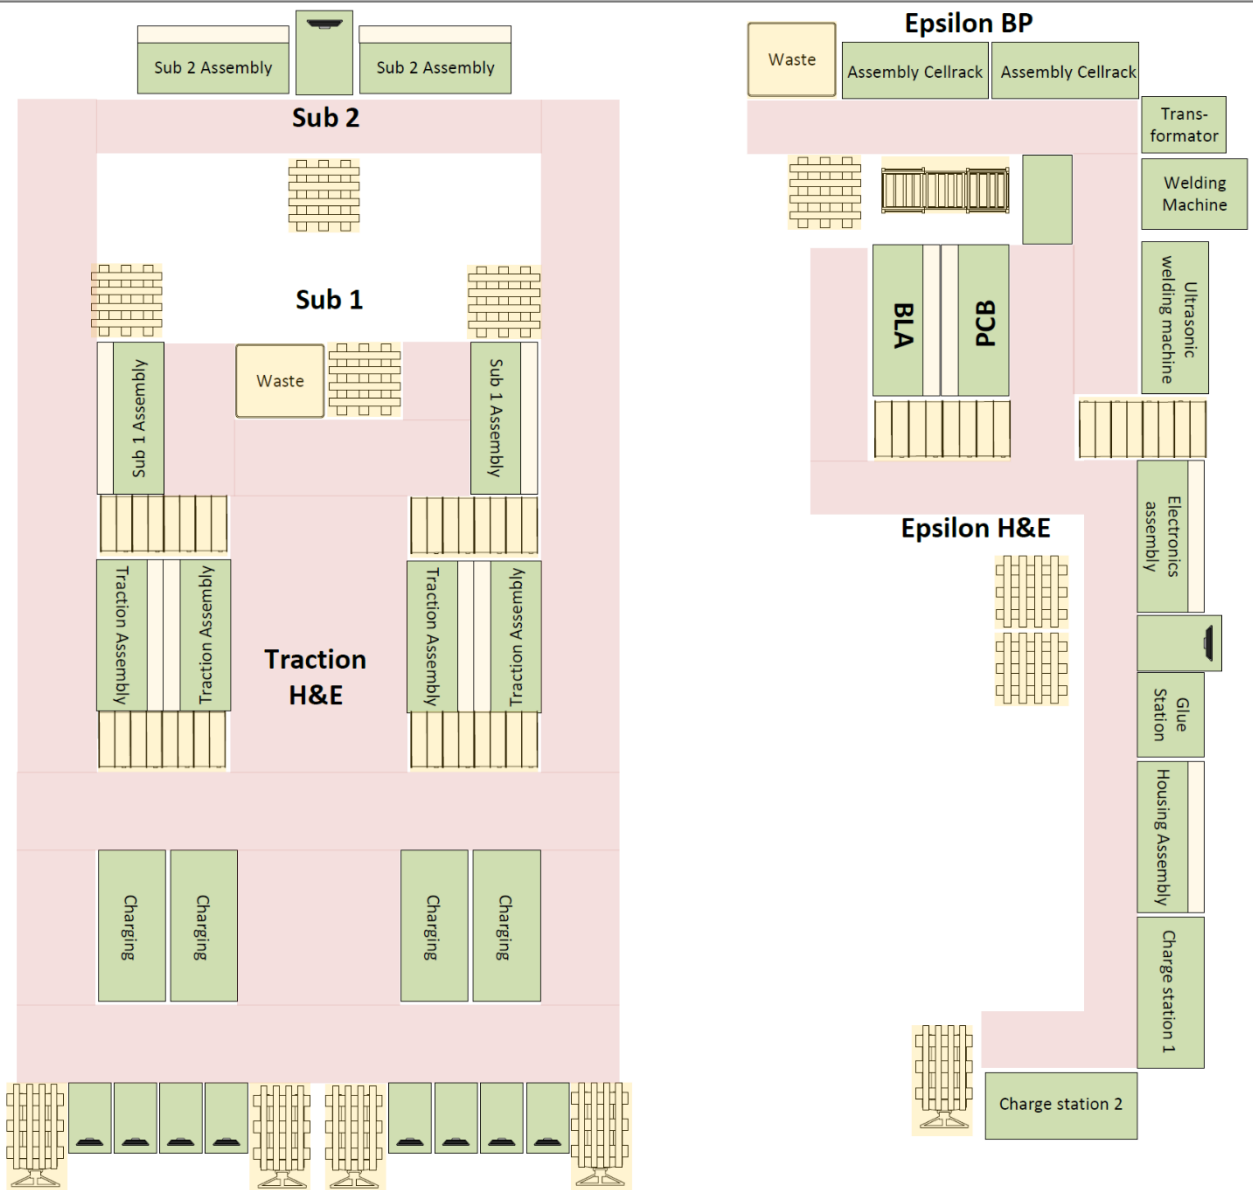 Sub 2 Assembly
Sub 2 Assembly
Sub 2
Sub 1
Sub 1 Assembly
Waste
Sub 1 Assembly
Traction Assembly
Traction Assembly
Traction Assembly
Traction Assembly
Traction
H&E
Charging
Charging
Charging
Charging
Epsilon BP
Waste
Assembly Cellrack
Assembly Cellrack
Trans-
formator
Welding
Machine
BLA
PCB
Ultrasonic
welding machine
Epsilon H&E
Electronics
assembly
Glue
Station
Housing Assembly
Charge station 1
Charge station 2